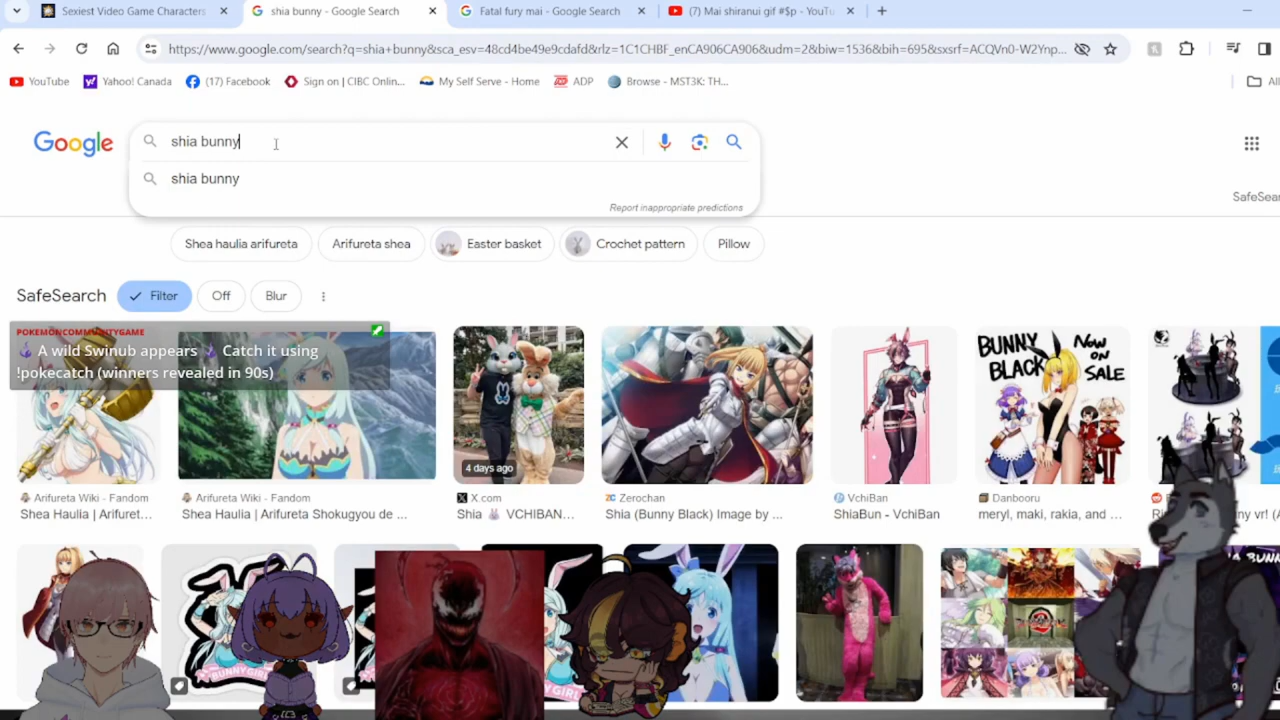 Sexiest Video Game Characters
shia bunny - Google Search
Fatal fury mai - Google Search
(7) Mai shiranui gif #$p - YouTu
https://www.google.com/search?q=shia+bunny&sca_esv=48cd4be49e9cdafd&rlz=1C1CHBF_enCA906CA906&udm=2&biw=1536&bih=695&sxsrf=ACQVn0-W2Ynp...
YouTube
Yahoo! Canada
(17) Facebook
Sign on | CIBC Onlin...
My Self Serve - Home
ADP
Browse - MST3K: TH...
All
Google
shia bunny
shia bunny
Report inappropriate predictions
SafeSear
Shea haulia arifureta
Arifureta shea
Easter basket
Crochet pattern
Pillow
SafeSearch
Filter
Off
Blur
POKEMONCOMMUNITYGAME
A wild Swinub appears Catch it using
!pokecatch (winners revealed in 90s)
4 days ago
BUNNY
BLACK
NOW
ON
SALE
Arifureta Wiki - Fandom
Shea Haulia | Arifuret...
Arifureta Wiki - Fandom
Shea Haulia | Arifureta Shokugyou de ...
X.com
Shia VCHIBAN...
Zerochan
Shia (Bunny Black) Image by ...
VchiBan
ShiaBun - VchiBan
Danbooru
meryl, maki, rakia, and ...
ny vr! (A
BUNNYGIRL